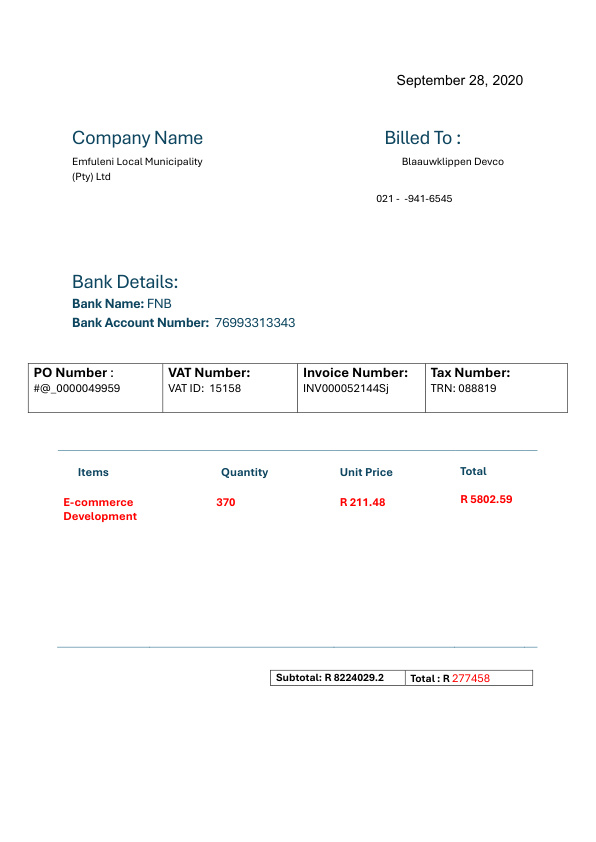 September 28, 2020
Company Name
Billed To :
Emfuleni Local Municipality
(Pty) Ltd
Blaauwklippen Devco
021 -  -941-6545
Bank Details:
Bank Name: FNB
Bank Account Number:  76993313343
PO Number : VAT Number: Invoice Number: Tax Number:
#@_0000049959 VAT ID:  15158 INV000052144Sj TRN: 088819
Items Quantity Unit Price Total
E-commerce 370 R 211.48 R 5802.59
Development
Subtotal: R 8224029.2 Total : R 277458